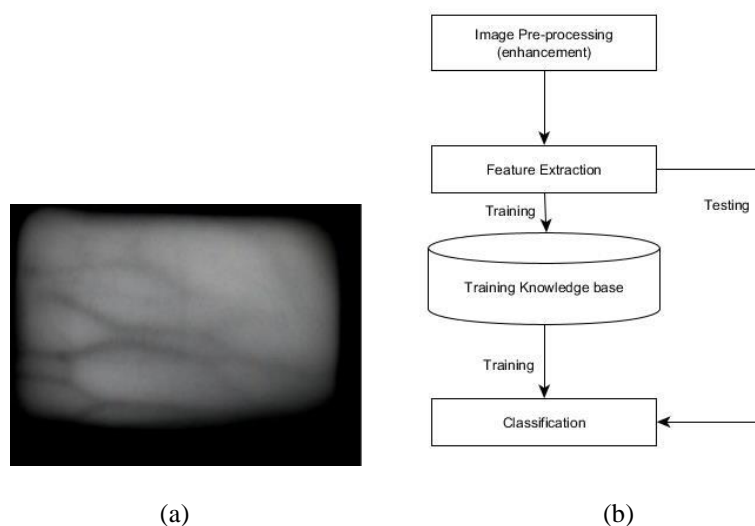 Image Pre-processing
(enhancement)
Feature Extraction
Training
Testing
Training Knowledge base
Training
Classification
(a)
(b)